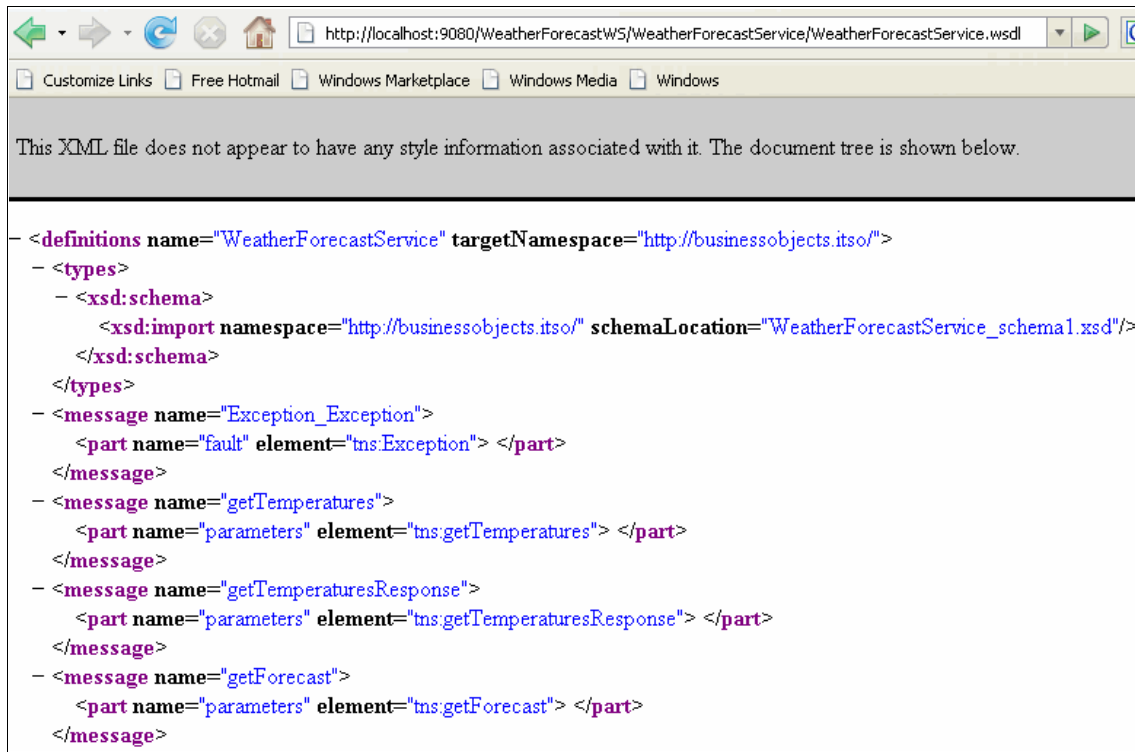 http://localhost:9080/WeatherForecastWS/WeatherForecastService/WeatherForecastService.wsdl
Customize Links Free Hotmail Windows Marketplace Windows Media Windows
This XML file does not appear to have any style information associated with it. The document tree is shown below.
– <definitions name="WeatherForecastService" targetNamespace="http://businessobjects.itso/">
– <types>
– <xsd:schema>
<xsd:import namespace="http://businessobjects.itso/" schemaLocation="WeatherForecastService_schema1.xsd"/>
</xsd:schema>
</types>
– <message name="Exception_Exception">
<part name="fault" element="tns:Exception"> </part>
</message>
– <message name="getTemperatures">
<part name="parameters" element="tns:getTemperatures"> </part>
</message>
– <message name="getTemperaturesResponse">
<part name="parameters" element="tns:getTemperaturesResponse"> </part>
</message>
– <message name="getForecast">
<part name="parameters" element="tns:getForecast"> </part>
</message>